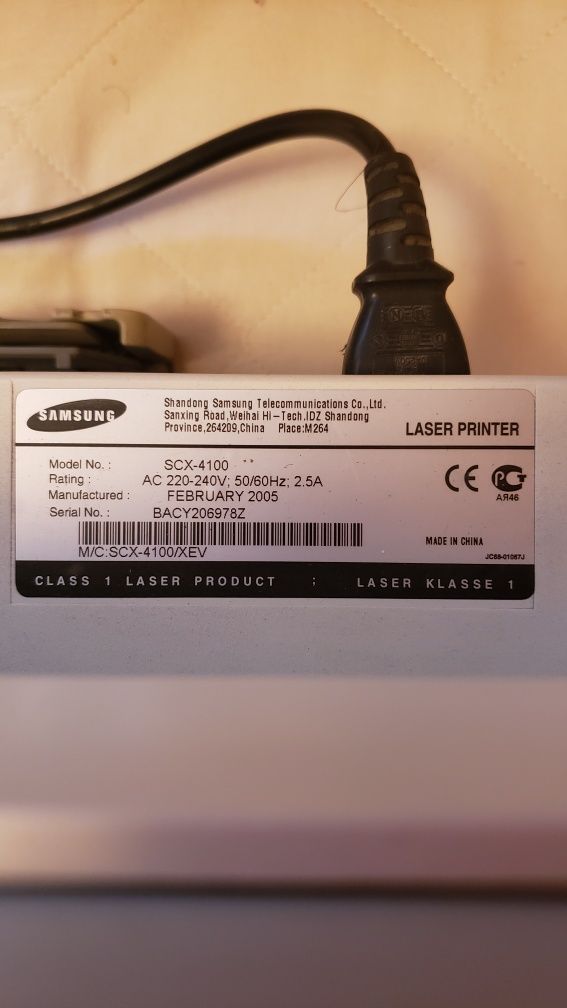 SAMSUNG
Shandong Samsung Telecommunications Co.,Ltd.
Sanxing Road,Weihai Hi-Tech.IDZ Shandong
Province,264209,China Place:M264
LASER PRINTER
Model No. : SCX-4100
Rating : AC 220-240V; 50/60Hz; 2.5A
Manufactured : FEBRUARY 2005
Serial No. : BACY206978Z
CE
АЯ46
M/C:SCX-4100/XEV
MADE IN CHINA
JC68-01087J
CLASS 1 LASER PRODUCT ; LASER KLASSE 1